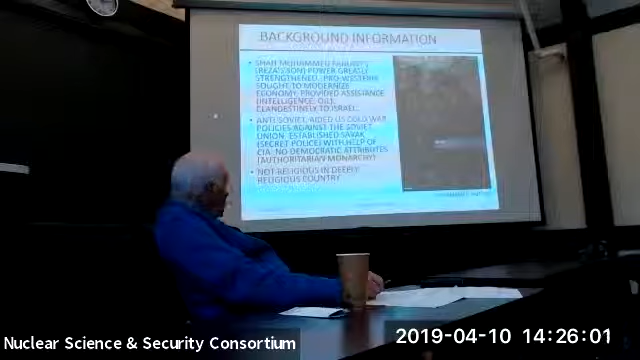 BACKGROUND INFORMATION
• SHAH MOHAMMED PAHLAVI
(REZA'S SON) POWER GREATLY
STRENGTHENED. PRO-WESTERN
SOUGHT TO MODERNIZE
ECONOMY, PROVIDED ASSISTANCE
(INTELLIGENCE, OIL),
CLANDESTINELY TO ISRAEL.
• ANTI-SOVIET, AIDED US COLD WAR
POLICIES AGAINST THE SOVIET
UNION. ESTABLISHED SAVAK
(SECRET POLICE) WITH HELP OF
CIA. NO DEMOCRATIC ATTRIBUTES
(AUTHORITARIAN MONARCHY)
• NOT RELIGIOUS IN DEEPLY
RELIGIOUS COUNTRY
Nuclear Science & Security Consortium
2019-04-10 14:26:01